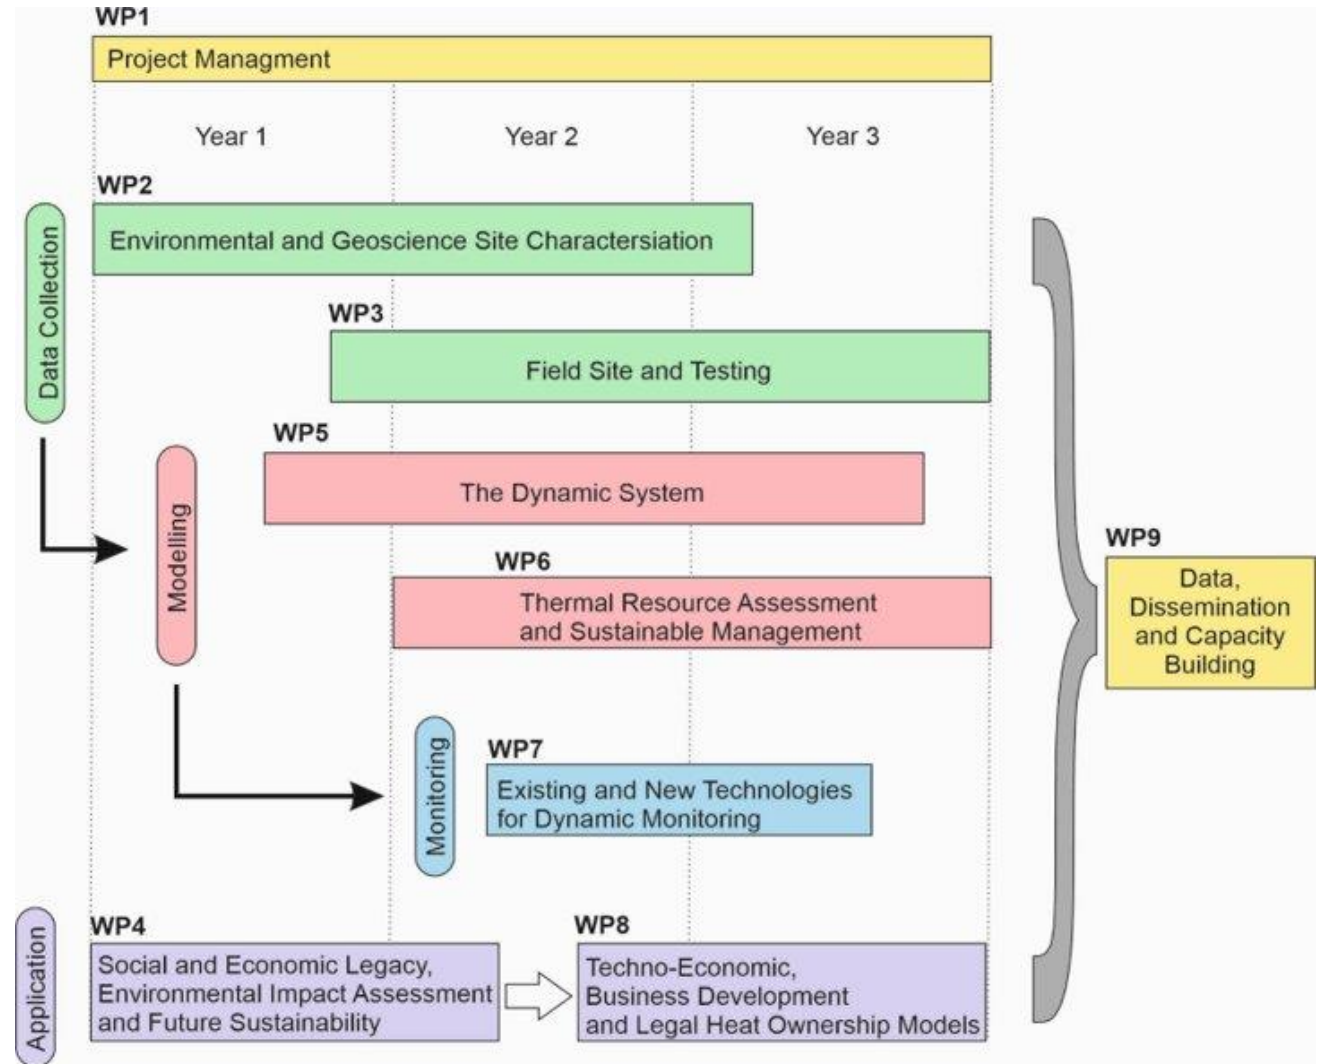 WP1
Project Managment
Year 1
Year 2
Year 3
WP2
Environmental and Geoscience Site Charactersiation
Data Collection
WP3
Field Site and Testing
WP5
The Dynamic System
Modelling
WP6
Thermal Resource Assessment
and Sustainable Management
WP9
Data,
Dissemination
and Capacity
Building
Monitoring
WP7
Existing and New Technologies
for Dynamic Monitoring
Application
WP4
Social and Economic Legacy,
Environmental Impact Assessment
and Future Sustainability
WP8
Techno-Economic,
Business Development
and Legal Heat Ownership Models